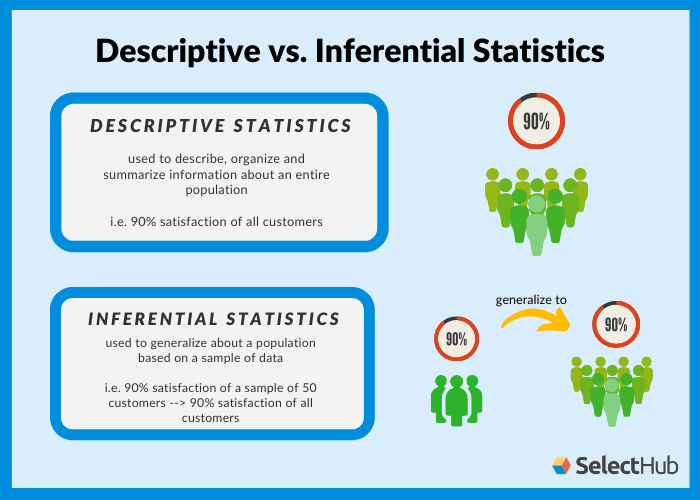 Descriptive vs. Inferential Statistics
DESCRIPTIVE STATISTICS
used to describe, organize and
summarize information about an entire
population
i.e. 90% satisfaction of all customers
90%
INFERENTIAL STATISTICS
used to generalize about a population
based on a sample of data
i.e. 90% satisfaction of a sample of 50
customers --> 90% satisfaction of all
customers
generalize to
90%
90%
SelectHub